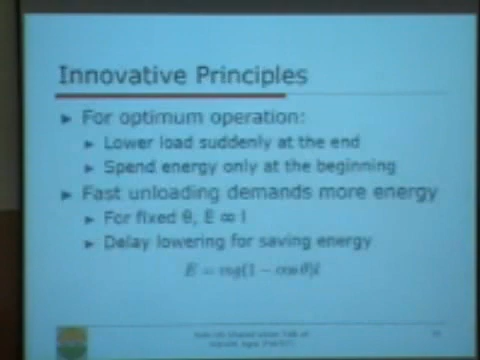 Innovative Principles
► For optimum operation:
► Lower load suddenly at the end
► Spend energy only at the beginning
► Fast unloading demands more energy
► For fixed θ, E ∝ l
► Delay lowering for saving energy
E = mg(1 − cos θ)l